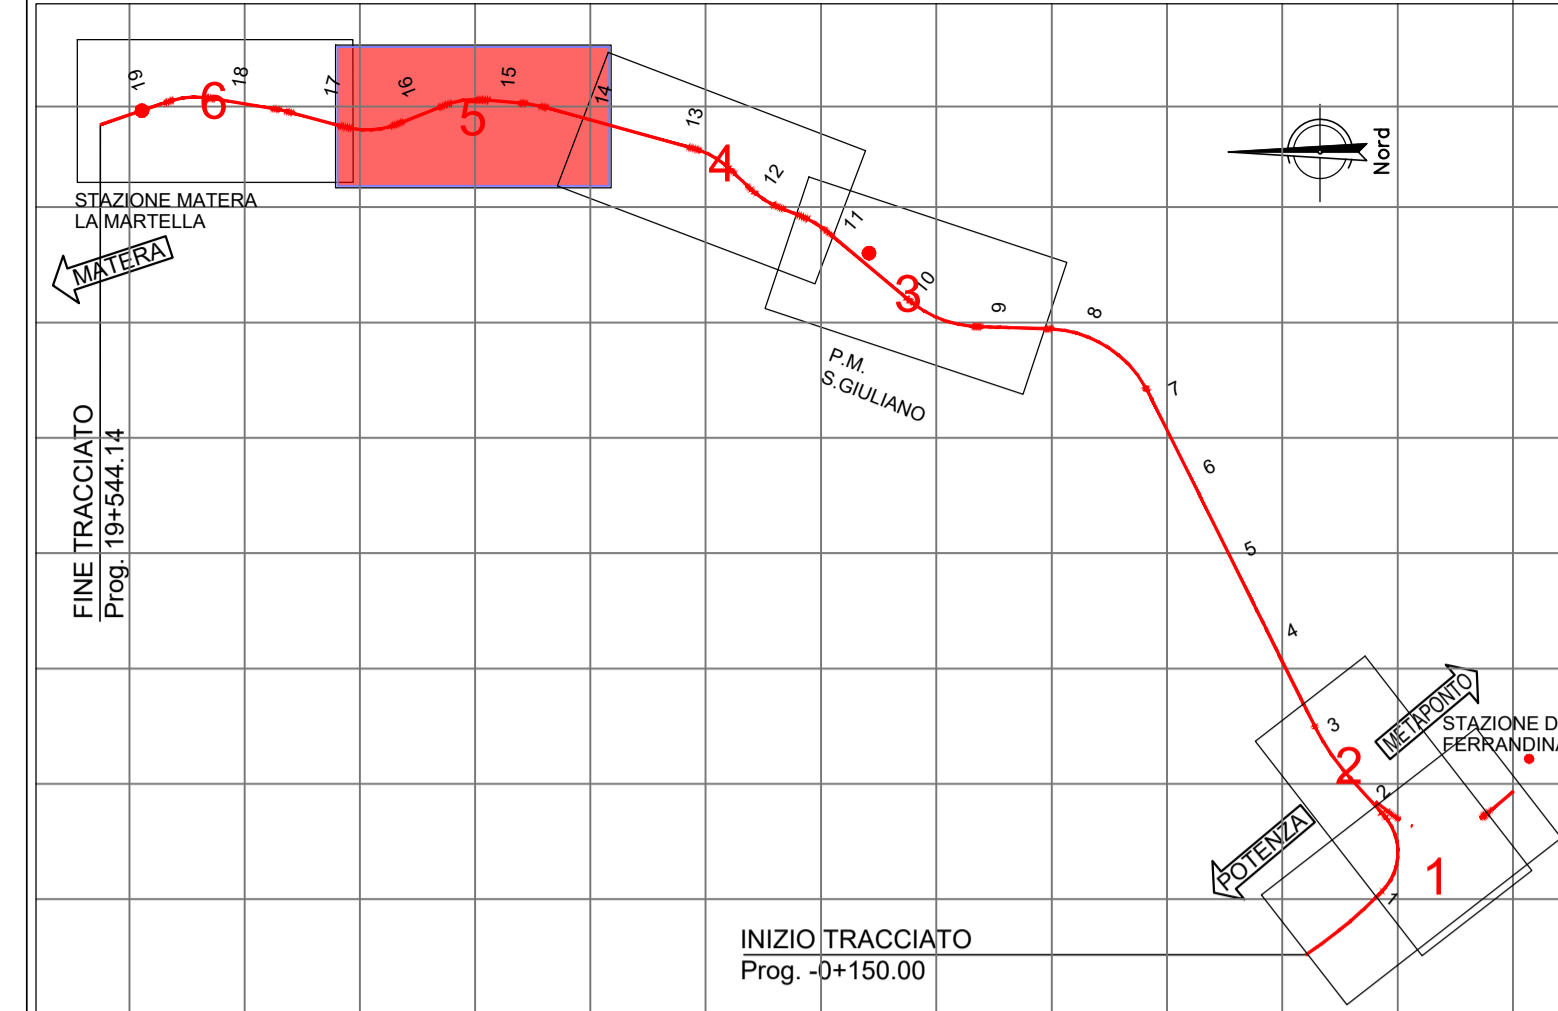 19
18
17
16
15
14
13
12
11
10
9
8
7
6
5
4
3
2
1
6
5
4
3
2
1
Nord
STAZIONE MATERA
LA MARTELLA
MATERA
P.M.
S.GIULIANO
FINE TRACCIATO
Prog. 19+544.14
METAPONTO
STAZIONE D
FERRANDINA
POTENZA
INIZIO TRACCIATO
Prog. -0+150.00